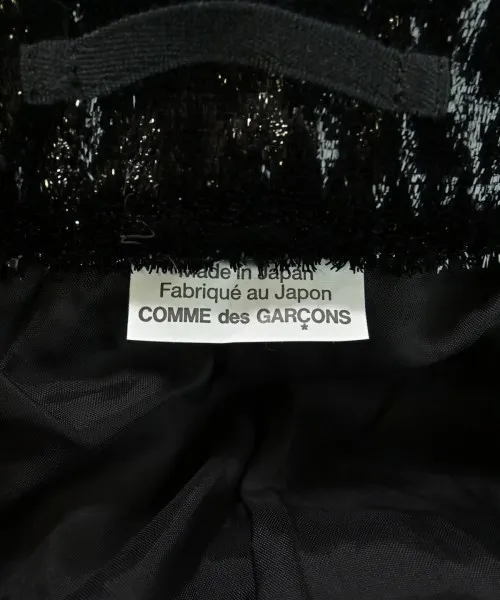 Made in Japan
Fabriqué au Japon
COMME des GARÇONS
*